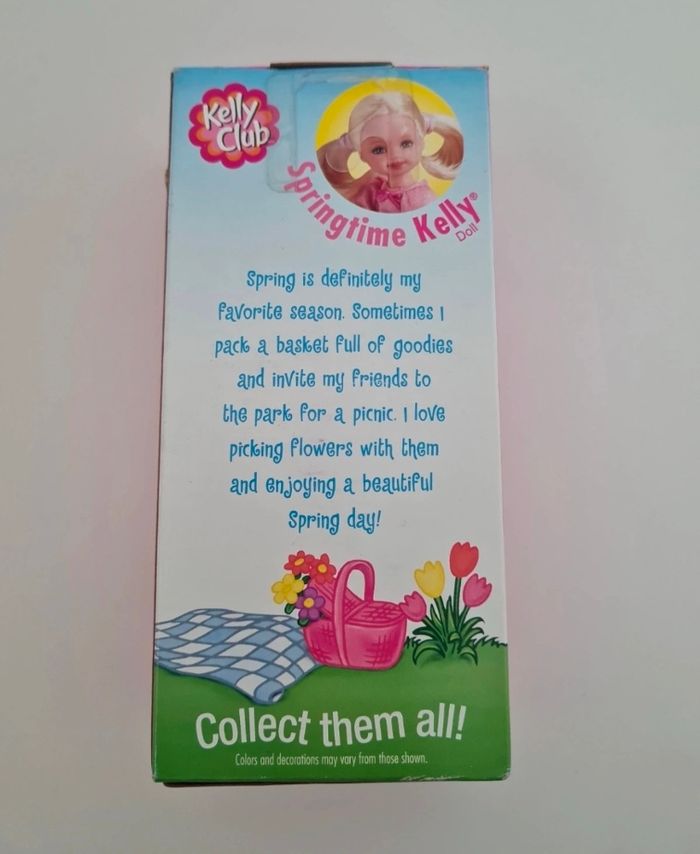 Kelly
Club
Springtime Kelly®
Doll
Spring is definitely my
favorite season. Sometimes I
pack a basket full of goodies
and invite my friends to
the park for a picnic. I love
picking flowers with them
and enjoying a beautiful
Spring day!
Collect them all!
Colors and decorations may vary from those shown.